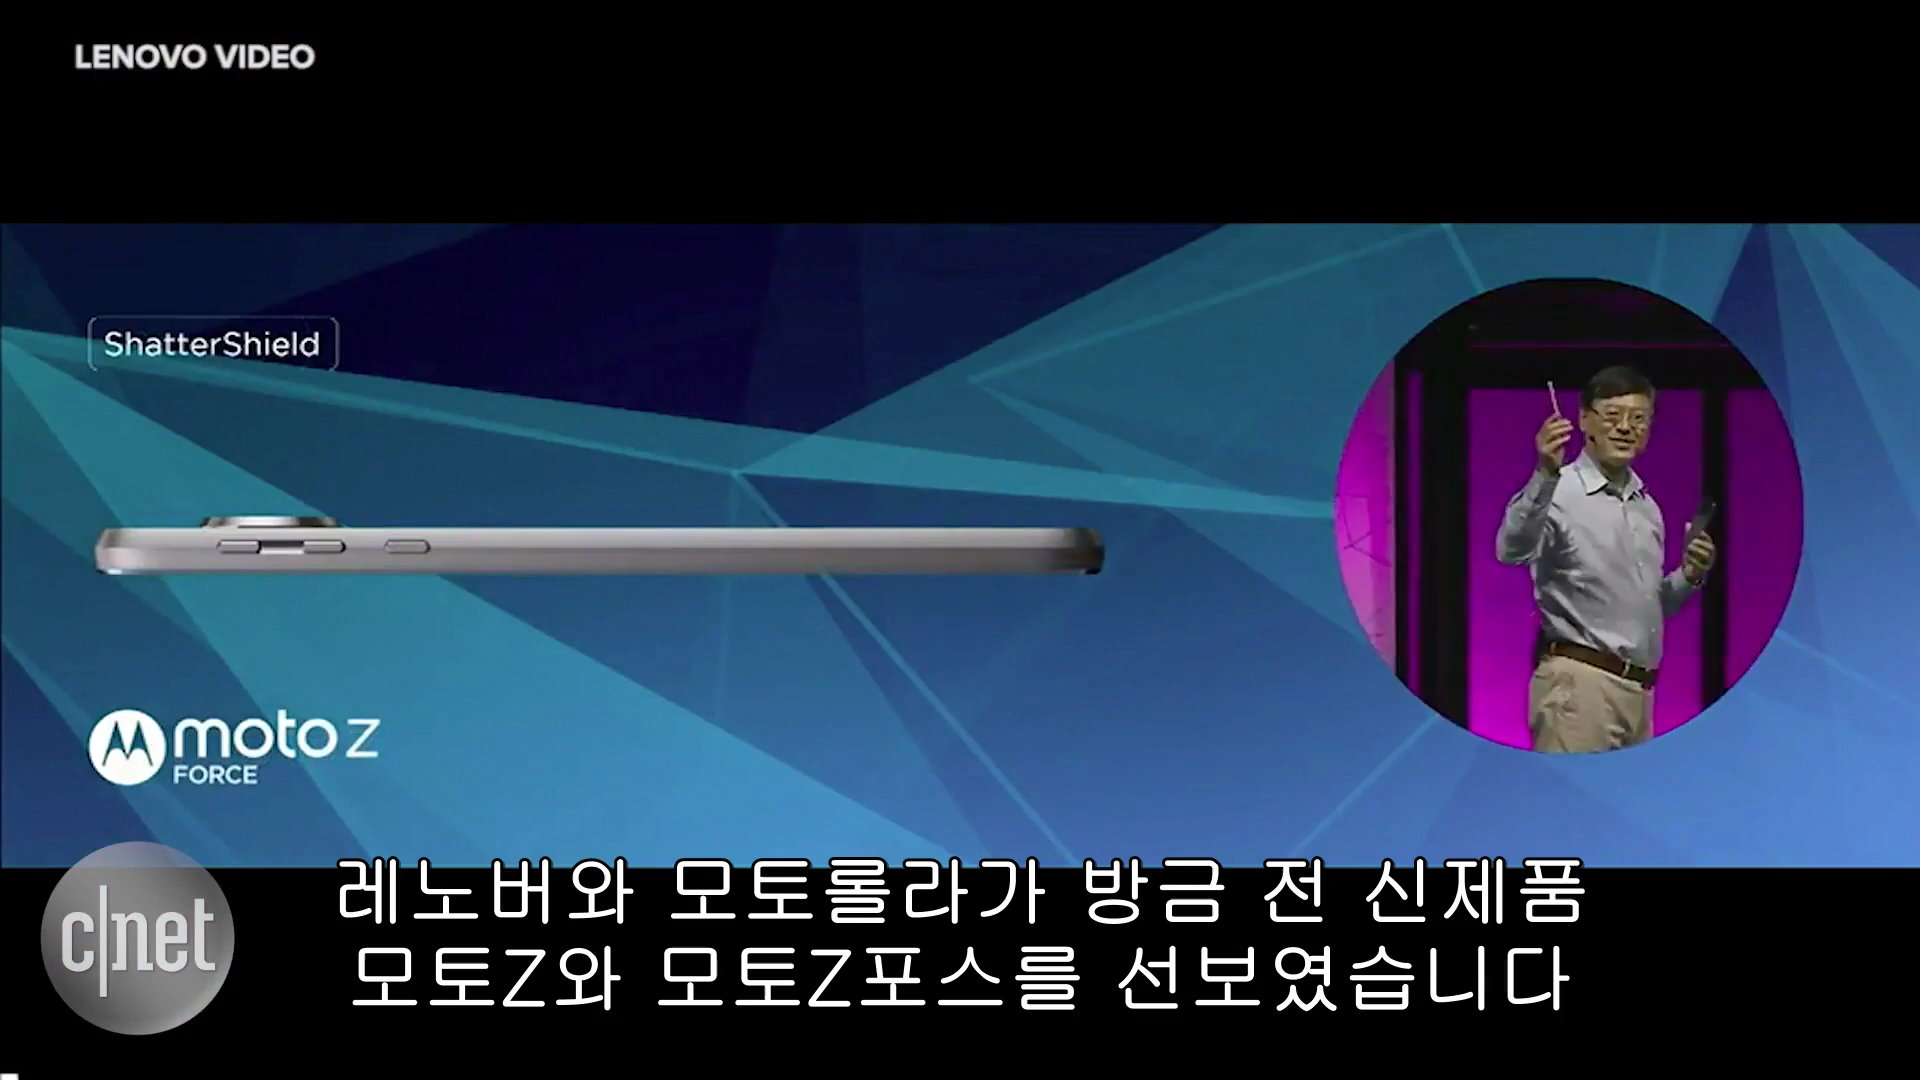 LENOVO VIDEO
ShatterShield
moto z
FORCE
c|net
레노버와 모토롤라가 방금 전 신제품
모토Z와 모토Z포스를 선보였습니다